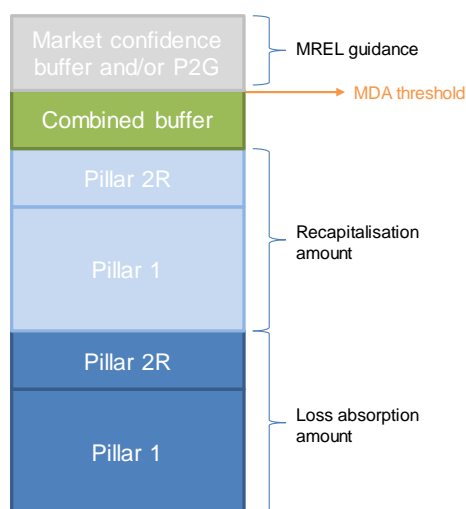 Market confidence
buffer and/or P2G
MREL guidance
MDA threshold
Combined buffer
Pillar 2R
Recapitalisation
amount
Pillar 1
Pillar 2R
Loss absorption
amount
Pillar 1